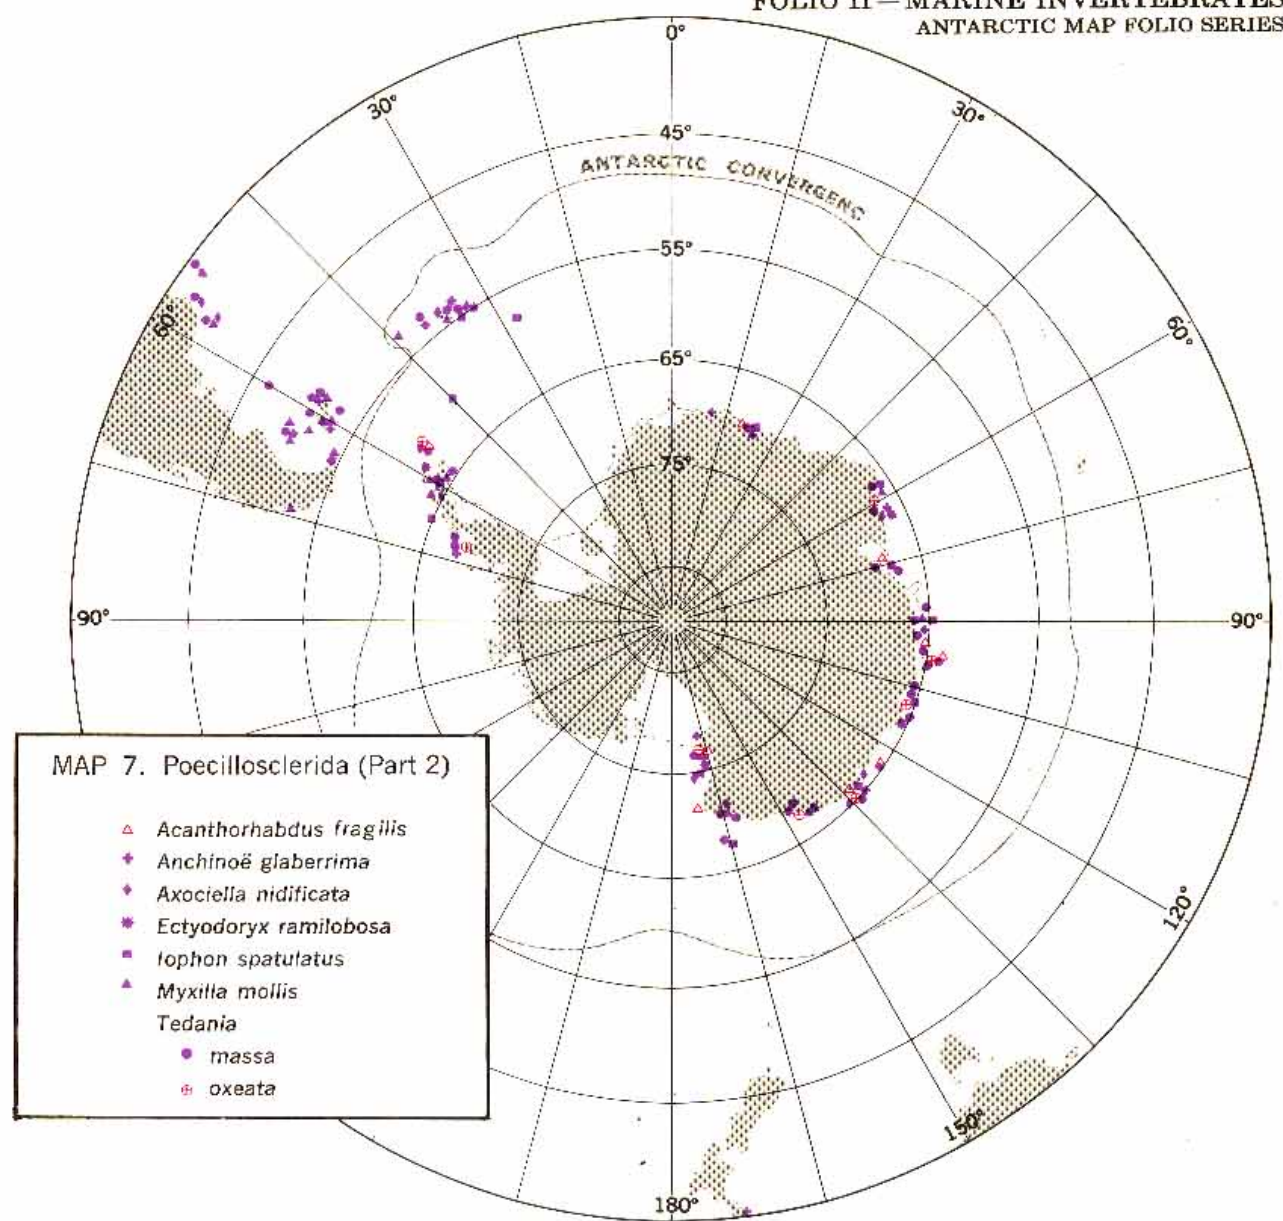 FOLIO 11—MARINE INVERTEBRATES
ANTARCTIC MAP FOLIO SERIES
0°
30°
30°
45°
ANTARCTIC CONVERGENC
55°
60°
60°
65°
75°
90°
90°
MAP 7. Poecillosclerida (Part 2)
Acanthorhabdus fragilis
Anchinoë glaberrima
Axociella nidificata
Ectyodoryx ramilobosa
Iophon spatulatus
Myxilla mollis
Tedania
massa
oxeata
120°
150°
180°